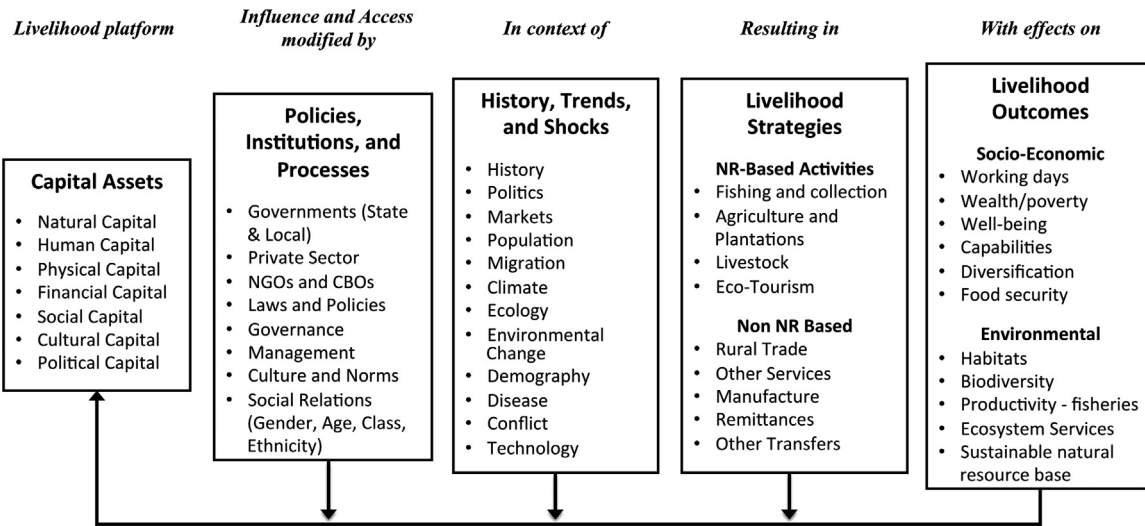 Livelihood platform
Influence and Access
modified by
In context of
Resulting in
With effects on
Capital Assets
• Natural Capital
• Human Capital
• Physical Capital
• Financial Capital
• Social Capital
• Cultural Capital
• Political Capital
Policies,
Institutions, and
Processes
• Governments (State
& Local)
• Private Sector
• NGOs and CBOs
• Laws and Policies
• Governance
• Management
• Culture and Norms
• Social Relations
(Gender, Age, Class,
Ethnicity)
History, Trends,
and Shocks
• History
• Politics
• Markets
• Population
• Migration
• Climate
• Ecology
• Environmental
Change
• Demography
• Disease
• Conflict
• Technology
Livelihood
Strategies
NR-Based Activities
• Fishing and collection
• Agriculture and
Plantations
• Livestock
• Eco-Tourism
Non NR Based
• Rural Trade
• Other Services
• Manufacture
• Remittances
• Other Transfers
Livelihood
Outcomes
Socio-Economic
• Working days
• Wealth/poverty
• Well-being
• Capabilities
• Diversification
• Food security
Environmental
• Habitats
• Biodiversity
• Productivity - fisheries
• Ecosystem Services
• Sustainable natural
resource base